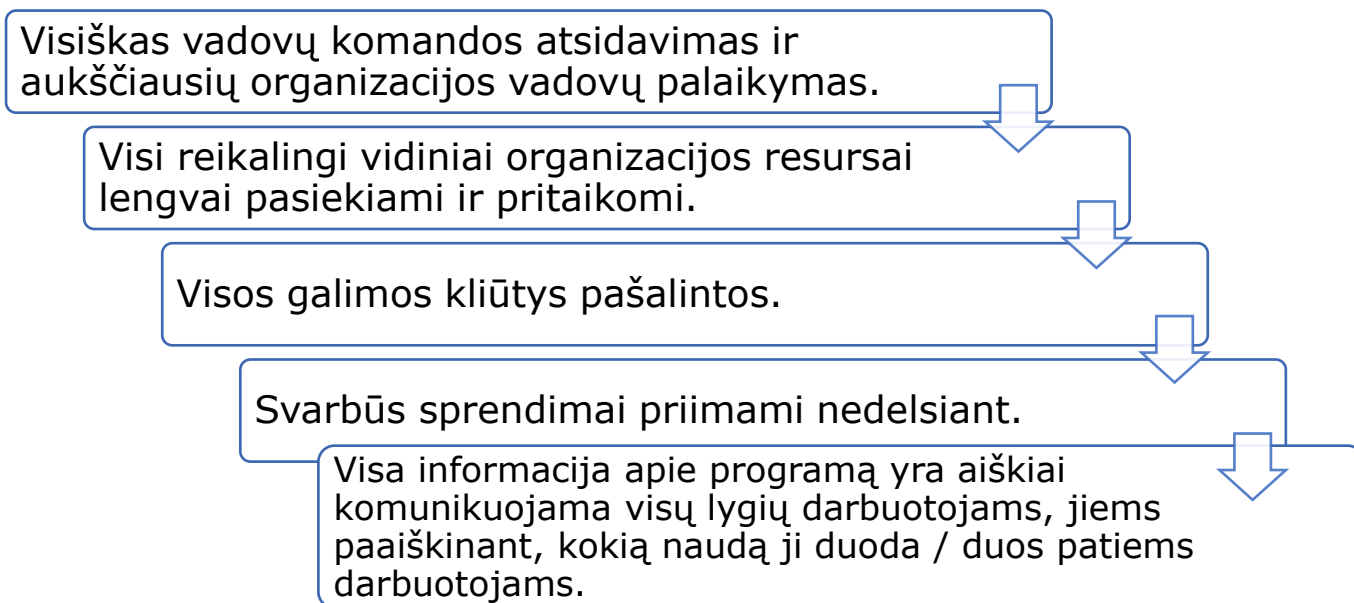 Visiškas vadovų komandos atsidavimas ir
aukščiausių organizacijos vadovų palaikymas.
Visi reikalingi vidiniai organizacijos resursai
lengvai pasiekiami ir pritaikomi.
Visos galimos kliūtys pašalintos.
Svarbūs sprendimai priimami nedelsiant.
Visa informacija apie programą yra aiškiai
komunikuojama visų lygių darbuotojams, jiems
paaiškinant, kokią naudą ji duoda / duos patiems
darbuotojams.